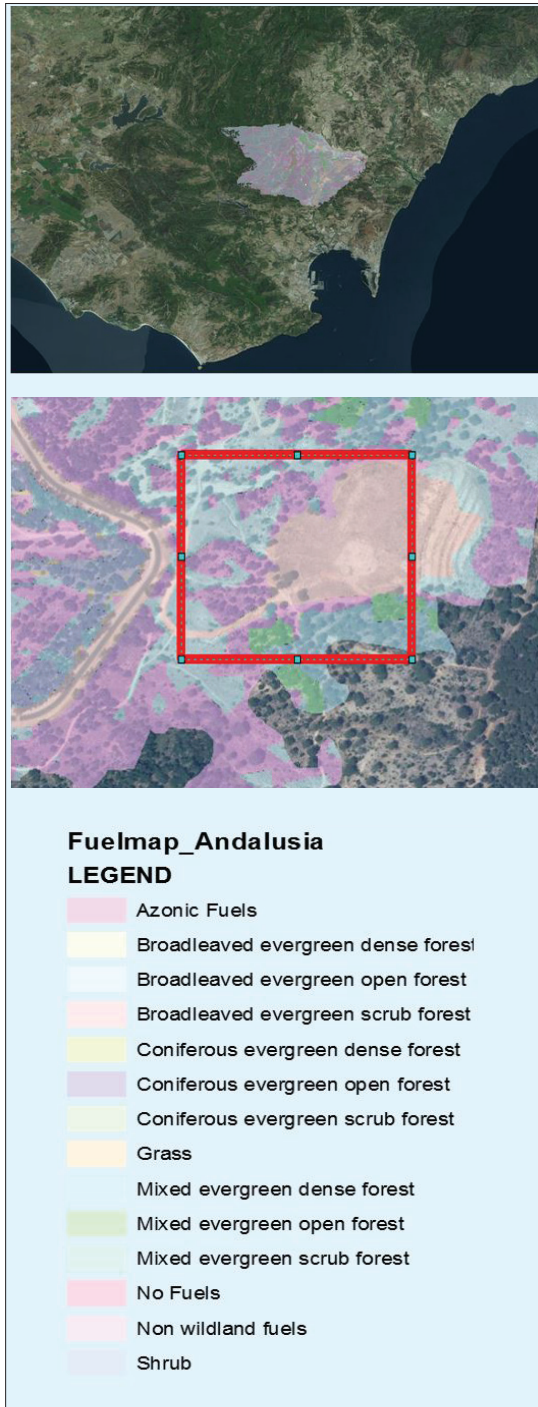 Fuelmap_Andalusia
LEGEND
Azonic Fuels
Broadleaved evergreen dense forest
Broadleaved evergreen open forest
Broadleaved evergreen scrub forest
Coniferous evergreen dense forest
Coniferous evergreen open forest
Coniferous evergreen scrub forest
Grass
Mixed evergreen dense forest
Mixed evergreen open forest
Mixed evergreen scrub forest
No Fuels
Non wildland fuels
Shrub